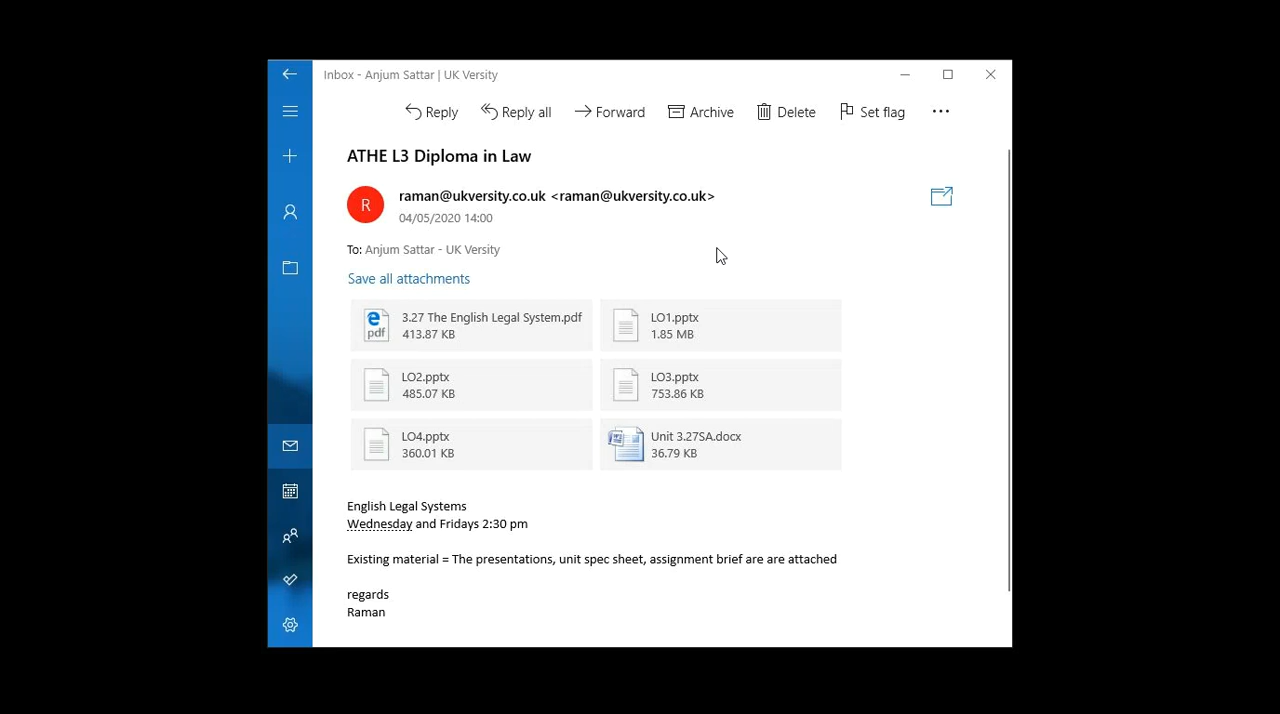 Inbox - Anjum Sattar | UK Versity
Reply
Reply all
Forward
Archive
Delete
Set flag
ATHE L3 Diploma in Law
R
raman@ukversity.co.uk <raman@ukversity.co.uk>
04/05/2020 14:00
To: Anjum Sattar - UK Versity
Save all attachments
e
pdf
3.27 The English Legal System.pdf
413.87 KB
LO1.pptx
1.85 MB
LO2.pptx
485.07 KB
LO3.pptx
753.86 KB
LO4.pptx
360.01 KB
Unit 3.27SA.docx
36.79 KB
English Legal Systems
Wednesday and Fridays 2:30 pm
Existing material = The presentations, unit spec sheet, assignment brief are are attached
regards
Raman